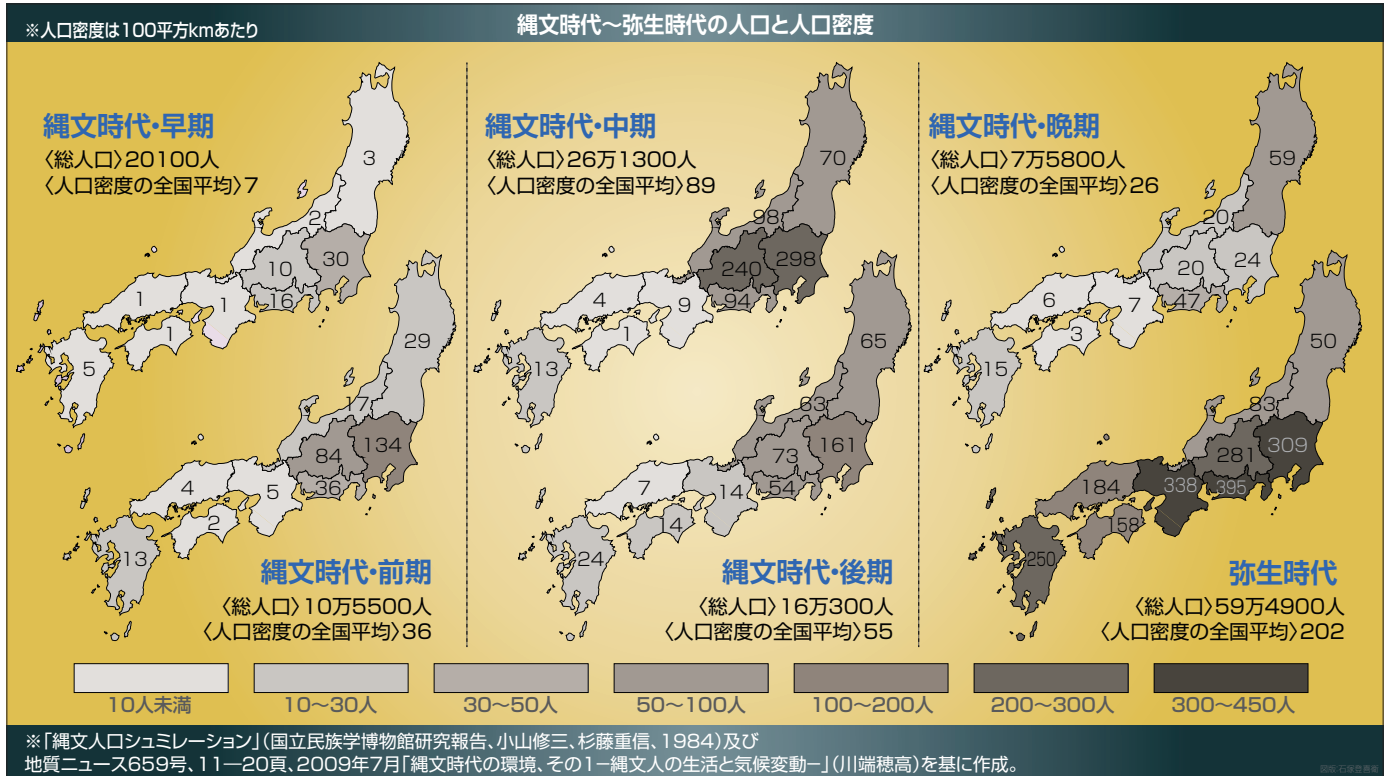 ※人口密度は100平方kmあたり
縄文時代〜弥生時代の人口と人口密度
縄文時代・早期
〈総人口〉20100人
〈人口密度の全国平均〉7
3
2
10
30
16
1
1
1
5
縄文時代・前期
〈総人口〉10万5500人
〈人口密度の全国平均〉36
29
17
84
134
36
4
5
2
13
縄文時代・中期
〈総人口〉26万1300人
〈人口密度の全国平均〉89
70
98
240
298
94
4
9
1
13
縄文時代・後期
〈総人口〉16万300人
〈人口密度の全国平均〉55
65
63
73
161
54
7
14
14
24
縄文時代・晩期
〈総人口〉7万5800人
〈人口密度の全国平均〉26
59
20
20
24
47
6
7
3
15
弥生時代
〈総人口〉59万4900人
〈人口密度の全国平均〉202
50
83
281
309
395
184
338
158
250
10人未満
10〜30人
30〜50人
50〜100人
100〜200人
200〜300人
300〜450人
※「縄文人口シュミレーション」(国立民族学博物館研究報告、小山修三、杉藤重信、1984)及び
地質ニュース659号、11―20頁、2009年7月「縄文時代の環境、その1−縄文人の生活と気候変動−」(川端穂高)を基に作成。